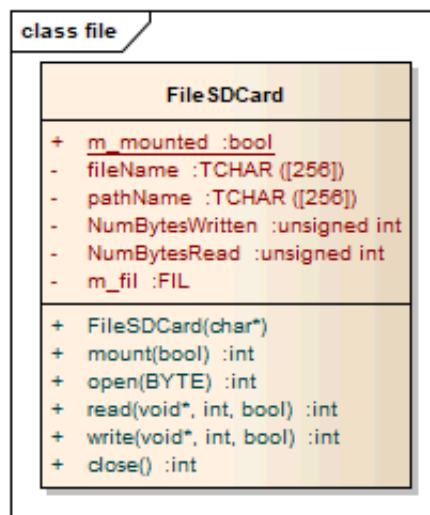 class file
FileSDCard
+ m_mounted :bool
- fileName :TCHAR ([256])
- pathName :TCHAR ([256])
- NumBytesWritten :unsigned int
- NumBytesRead :unsigned int
- m_fil :FIL
+ FileSDCard(char*)
+ mount(bool) :int
+ open(BYTE) :int
+ read(void*, int, bool) :int
+ write(void*, int, bool) :int
+ close() :int